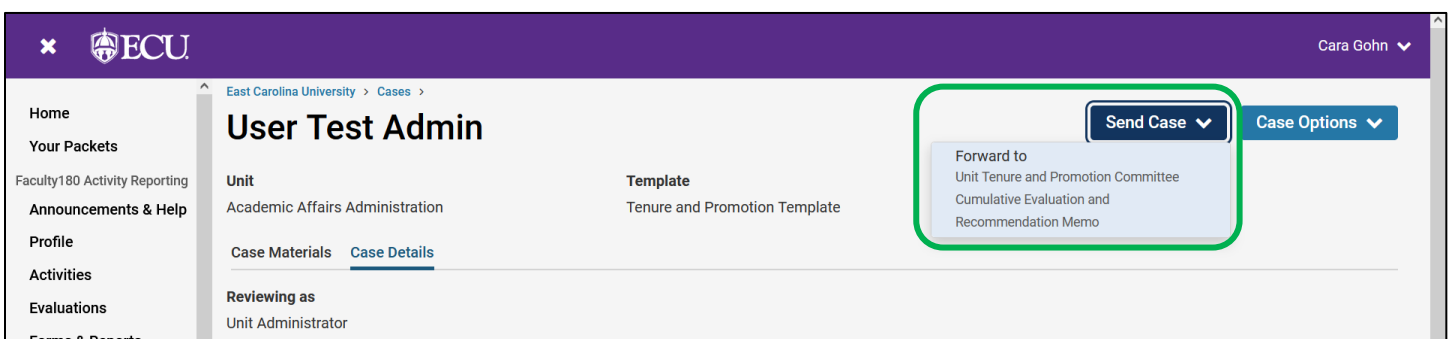 ECU
Cara Gohn
Home
Your Packets
Faculty180 Activity Reporting
Announcements & Help
Profile
Activities
Evaluations
Forms & Reports
East Carolina University > Cases >
User Test Admin
Send Case
Case Options
Forward to
Unit Tenure and Promotion Committee
Cumulative Evaluation and
Recommendation Memo
Unit
Academic Affairs Administration
Template
Tenure and Promotion Template
Case Materials
Case Details
Reviewing as
Unit Administrator